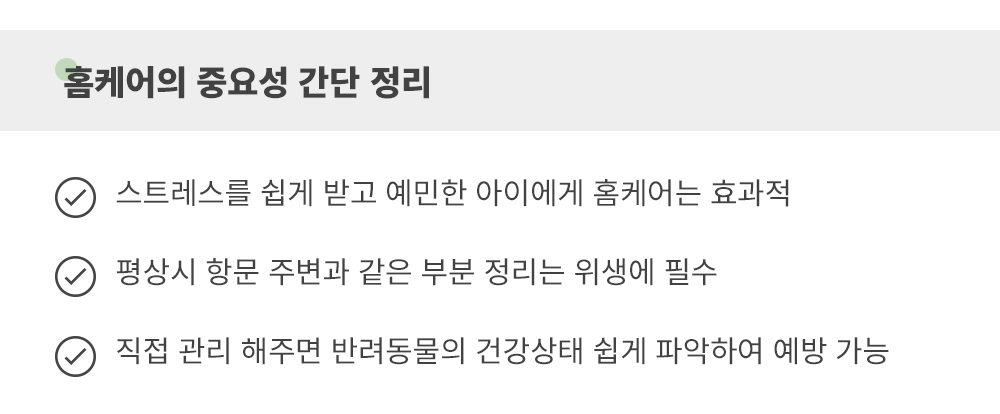 홈케어의 중요성 간단 정리
스트레스를 쉽게 받고 예민한 아이에게 홈케어는 효과적
평상시 항문 주변과 같은 부분 정리는 위생에 필수
직접 관리 해주면 반려동물의 건강상태 쉽게 파악하여 예방 가능